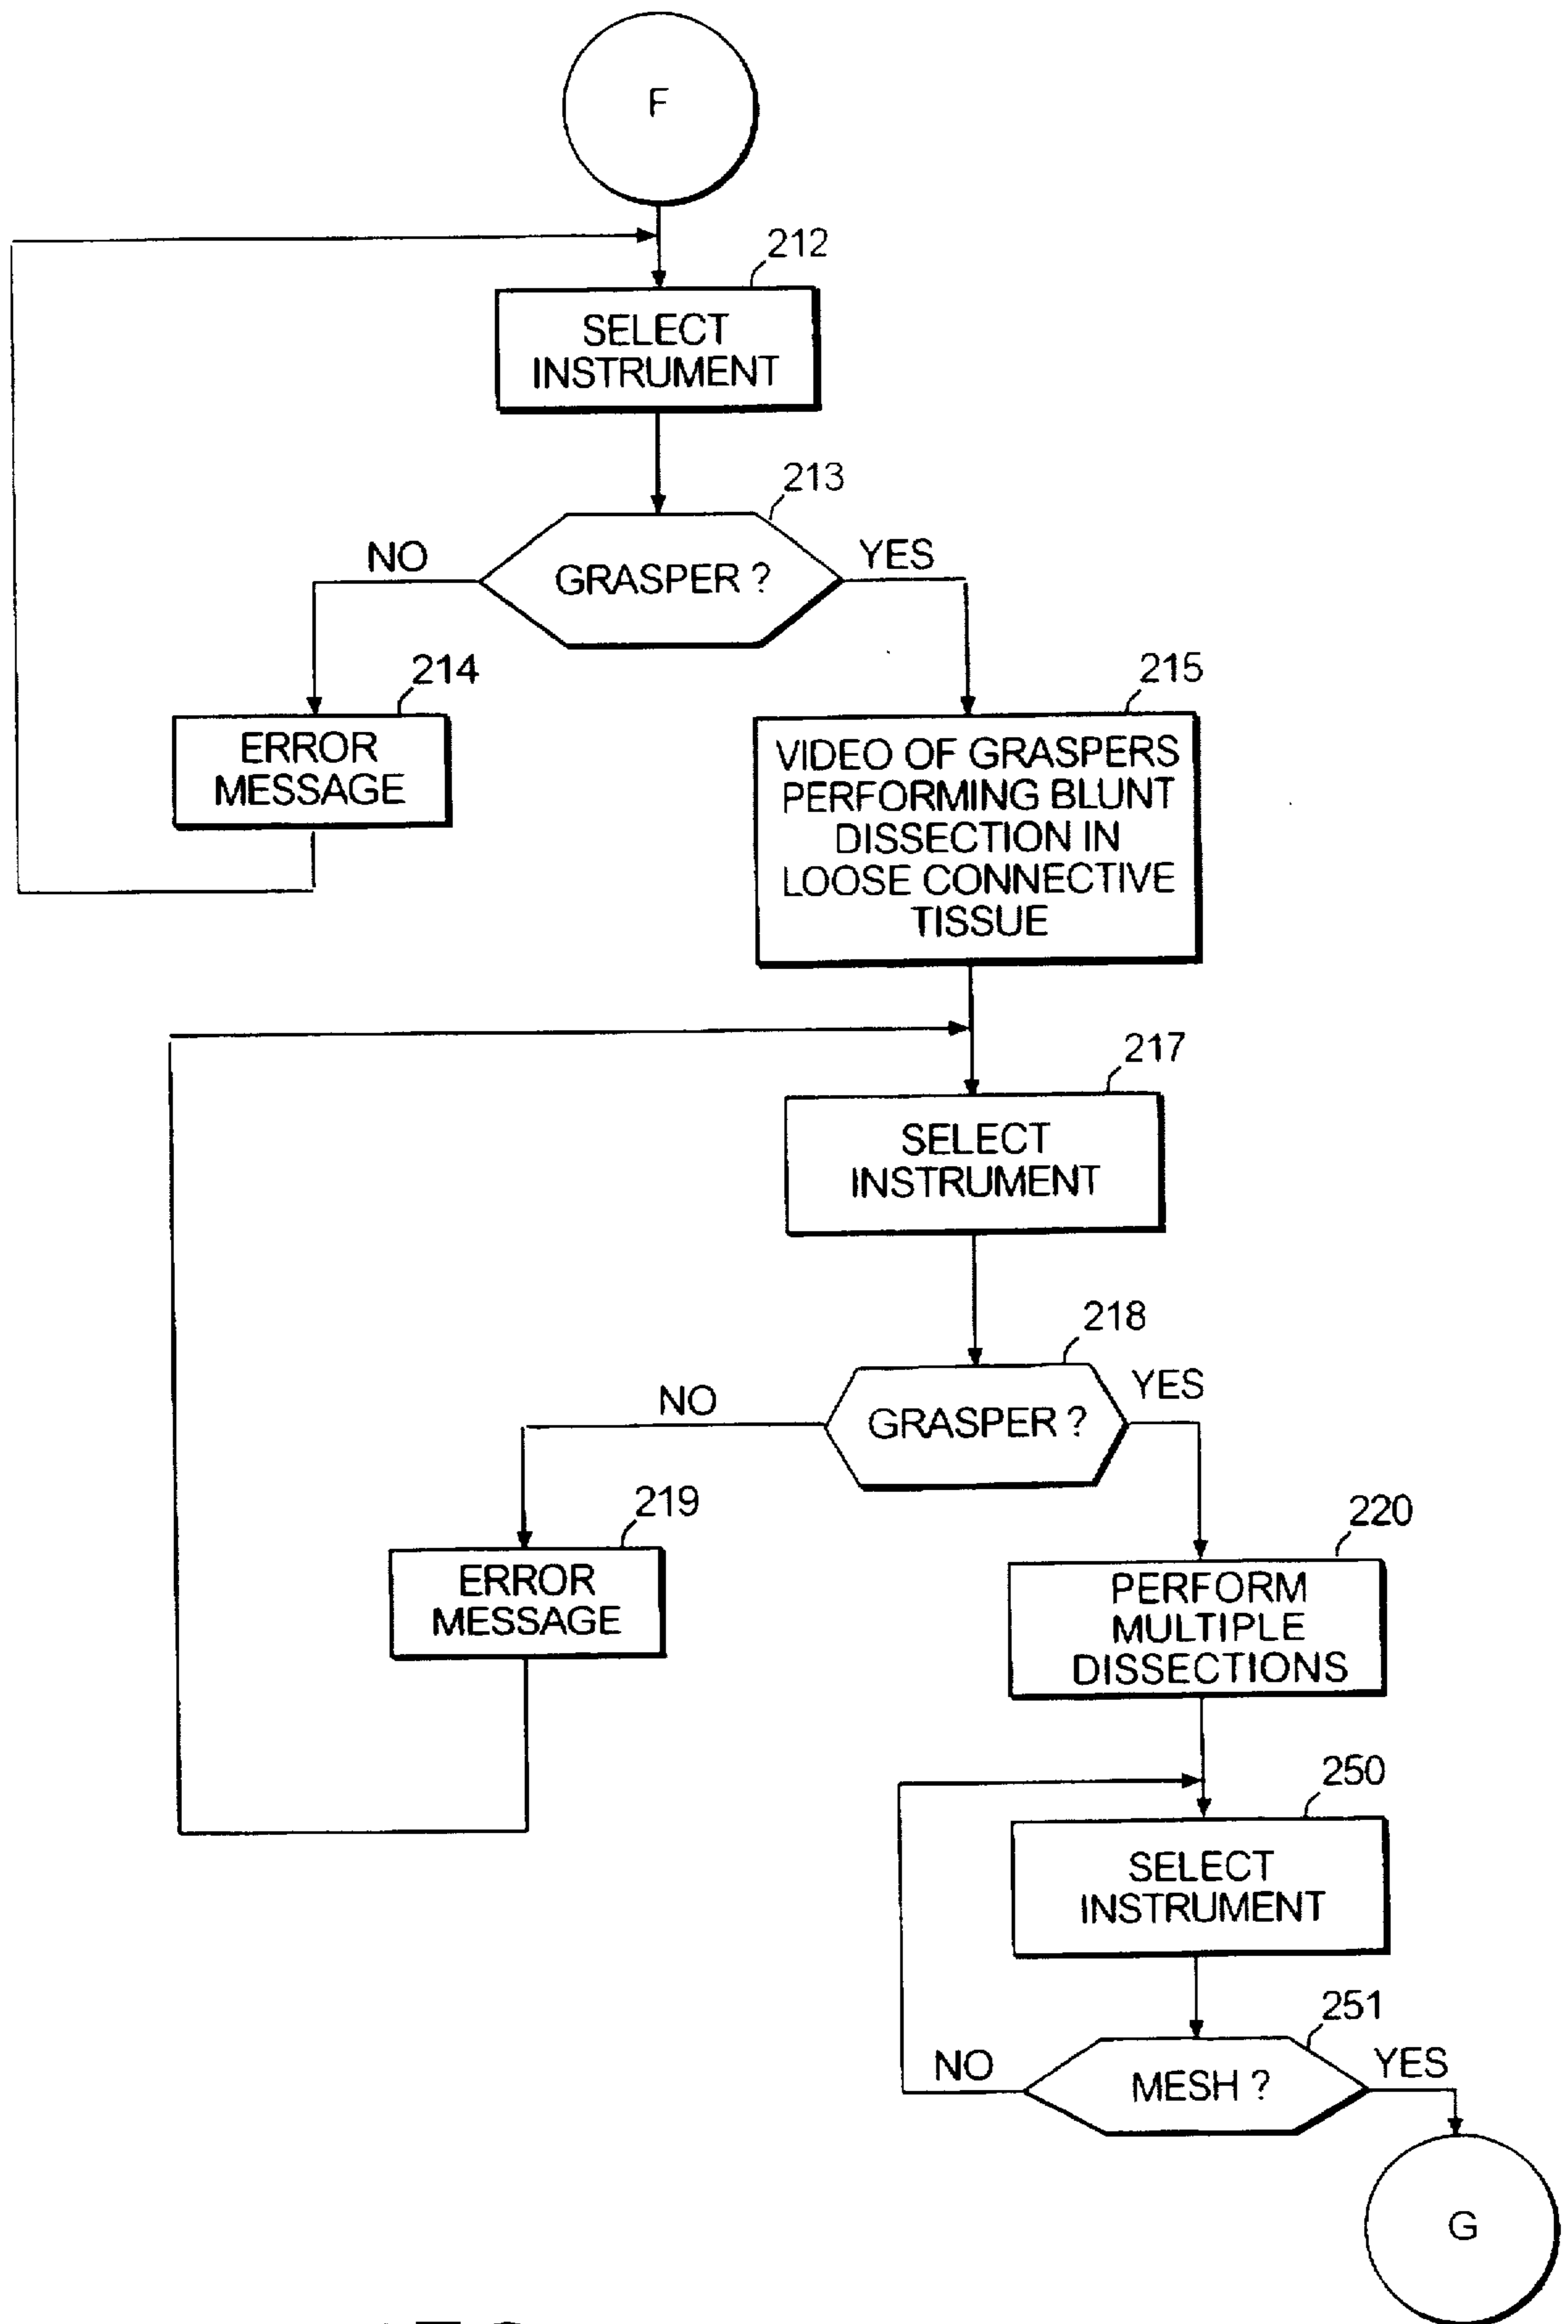 F
212
SELECT
INSTRUMENT
213
NO
GRASPER ?
YES
214
ERROR
MESSAGE
215
VIDEO OF GRASPERS
PERFORMING BLUNT
DISSECTION IN
LOOSE CONNECTIVE
TISSUE
217
SELECT
INSTRUMENT
218
NO
GRASPER ?
YES
219
ERROR
MESSAGE
220
PERFORM
MULTIPLE
DISSECTIONS
250
SELECT
INSTRUMENT
251
NO
MESH ?
YES
G